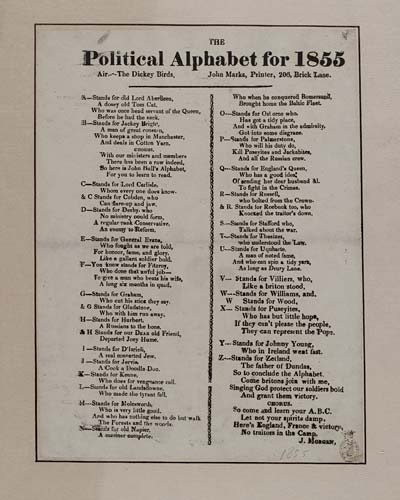 THE
Political Alphabet for 1855
Air.—The Dickey Birds.
John Marks, Printer, 206, Brick Lane.
A—Stands for old Lord Aberdeen,
A dosey old Tom Cat,
Who was once head servant of the Queen,
Before he had the sack.
B—Stands for Jackey Bright,
A man of great renown,
Who keeps a shop in Manchester,
And deals in Cotton Yarn.
CHORUS.
With our ministers and members
There has been a row indeed,
So here is John Bull's Alphabet,
For you to learn to read.
C—Stands for Lord Carlisle,
Whom every one does know.
& C Stands for Cobden, who
Can fare-up and jaw.
D—Stands for Derby, who
No ministry could form,
A regular rank Conservative.
An enemy to Reform.
E—Stands for General Evans,
Who fought as we are told,
For honor, fame, and glory.
Like a gallant soldier bold.
F—You know stands for Fitzroy,
Who done that awful job—
To give a man who beats his wife,
A long six months in quod.
G—Stands for Graham,
Who cut his stick they say.
& G Stands for Gladstone,
Who with him run away.
H—Stands for Herbert,
A Russian to the bone.
& H Stands for our Dear old Friend,
Departed Joey Hume.
I—Stands for D'Isræli,
A real converted Jew.
J—Stands for Jarvis
A Cock a Doodle Doo.
K—Stands for Keane,
Who does for vengeance call.
L—Stands for old Landsdowne,
Who made the tyrant fall.
M—Stands for Molesworth,
Who is very little good.
And who has nothing else to do but walk
The Forests and the woods.
N—Stands for old Napier,
A manner complete.
Who when he conquered Bomersund,
Brought home the Baltic Fleet.
O—Stands for Osborne who.
Has got a tidy place,
And with Graham in the admiralty.
Got into some disgrace.
P—Stands for Palmerstone,
Who will his duty do,
Kill Puseyites and Jackabites,
And all the Russian crew.
Q—Stands for England's Queen,
Who has a good idea
Of sending her dear husband Al.
To fight in the Crimea.
R—Stands for Russell,
who bolted from the Crown.
& R. Stands for Roebuck too, who
Knocked the traitor's down.
S—Stands for Stafford who,
Talked about the war.
T—Stands for Thesiger,
who understood the Law.
U—Stands for Urquharte,
A man of noted fame,
And who can spin a tidy yarn,
As long as Drury Lane.
V—Stands for Villiers, who,
Like a briton stood,
W—Stands for Williams, and,
W Stands for Wood,
X—Stands for Puseyites,
Who has but little hope,
If they can't please the people,
They can represent the Pope.
Y—Stands for Johnny Young,
Who in Ireland went fast.
Z—Stands for Zetland,
The father of Dundas,
So to conclude the Alphabet.
Come britons join with me,
Singing God protect our soldiers bold
And grant them victory.
CHORUS.
So come and learn your A.B.C.
Let not your spirits damp.
Here's England, France & victory,
No traitors in the Camp.
J. MORGAN.
1855